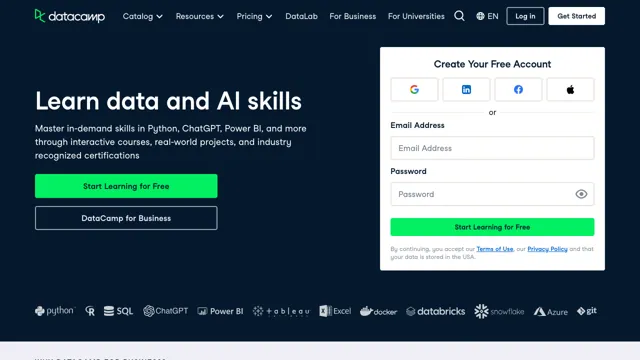 datacamp Catalog Resources Pricing DataLab For Business For Universities EN Log in Get Started
Learn data and AI skills
Master in-demand skills in Python, ChatGPT, Power BI, and more
through interactive courses, real-world projects, and industry
recognized certifications
Start Learning for Free
DataCamp for Business
Create Your Free Account
or
Email Address
Email Address
Password
Password
Start Learning for Free
By continuing, you accept our Terms of Use, our Privacy Policy and that
your data is stored in the USA.
python R SQL ChatGPT Power BI +ableau Excel docker databricks snowflake Azure git